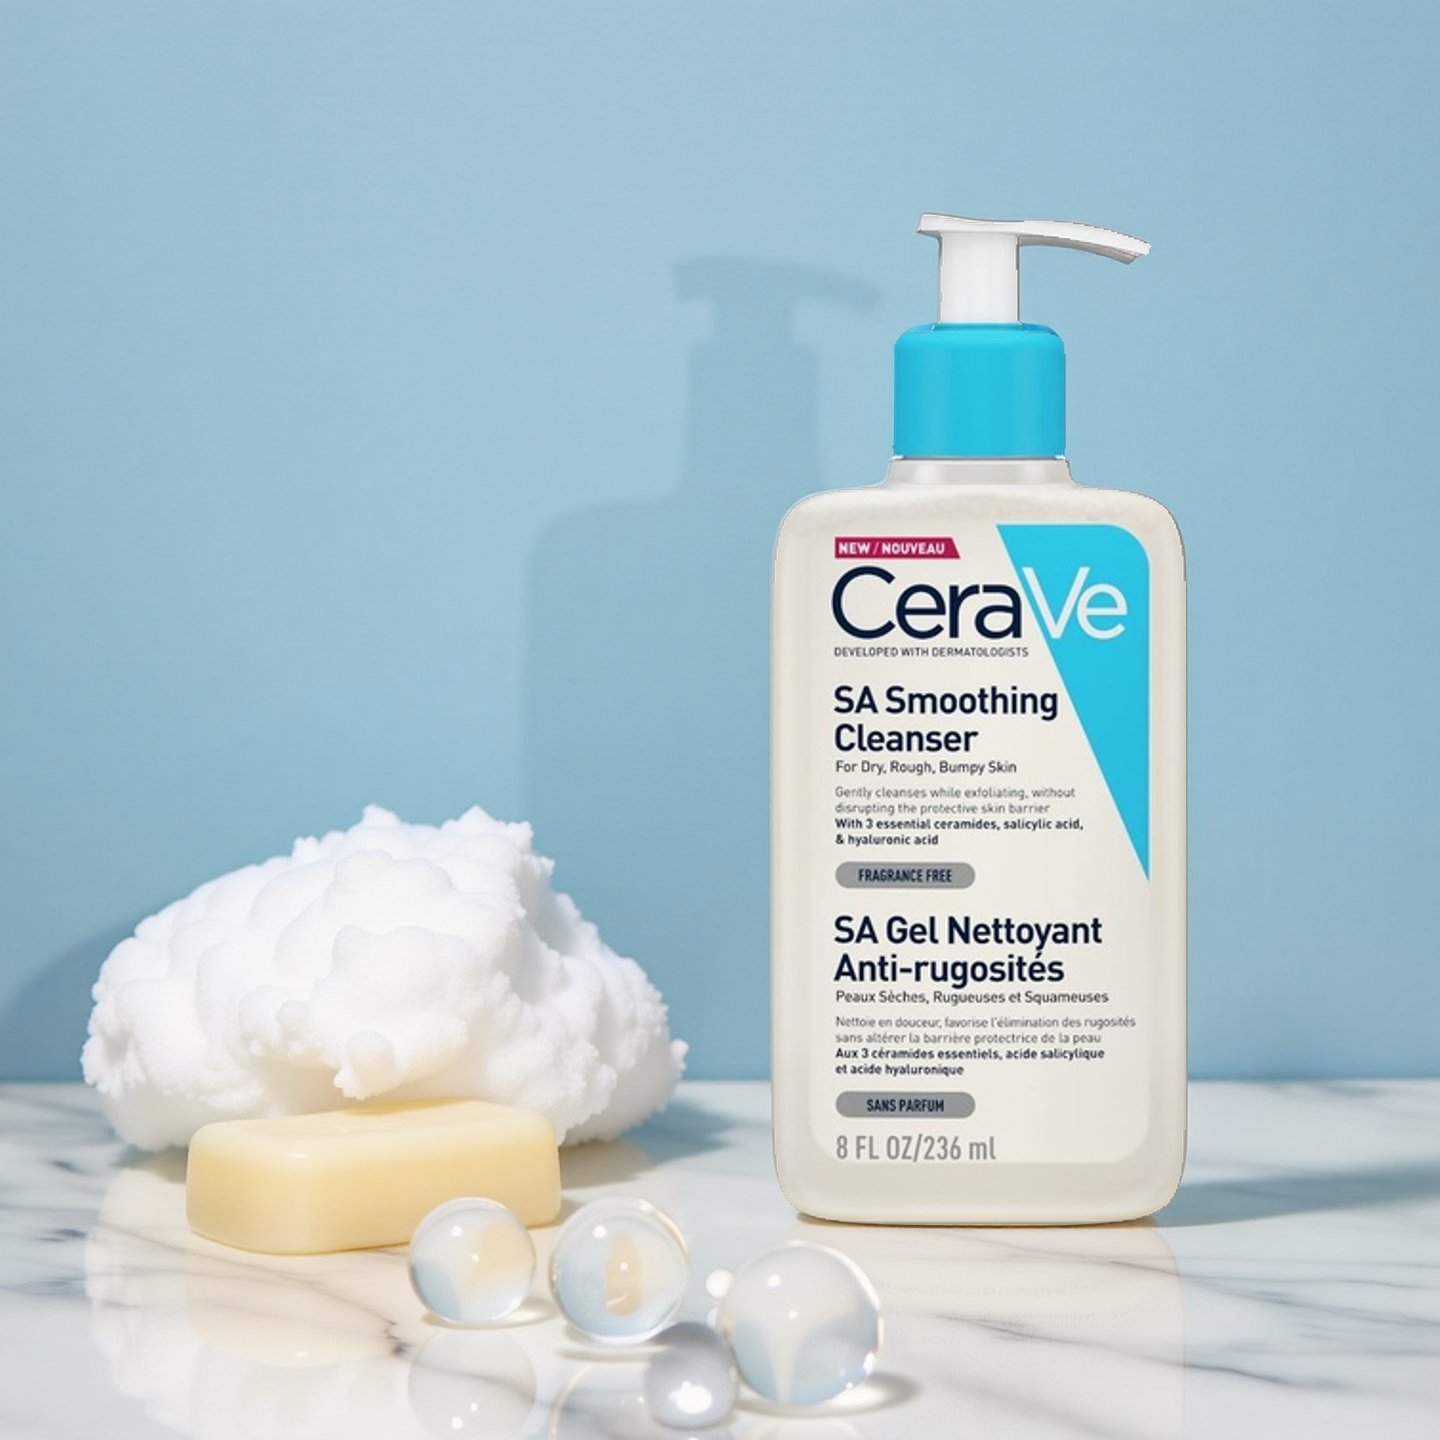 NEW / NOUVEAU
CeraVe
DEVELOPED WITH DERMATOLOGISTS
SA Smoothing
Cleanser
For Dry, Rough, Bumpy Skin
Gently cleanses while exfoliating, without
disrupting the protective skin barrier
With 3 essential ceramides, salicylic acid,
& hyaluronic acid
FRAGRANCE FREE
SA Gel Nettoyant
Anti-rugosités
Peaux Sèches, Rugueuses et Squameuses
Nettoie en douceur, favorise l'élimination des rugosités
sans altérer la barrière protectrice de la peau
Aux 3 céramides essentiels, acide salicylique
et acide hyaluronique
SANS PARFUM
8 FL OZ/236 ml